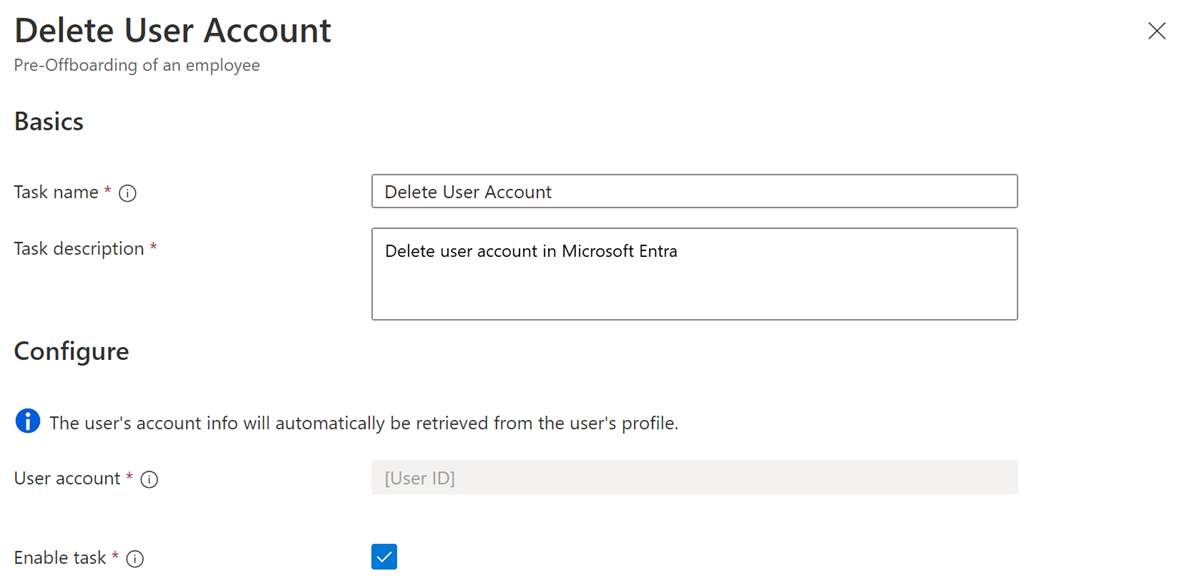 Delete User Account
Pre-Offboarding of an employee
Basics
Task name *
Delete User Account
Task description *
Delete user account in Microsoft Entra
Configure
The user's account info will automatically be retrieved from the user's profile.
User account *
[User ID]
Enable task *